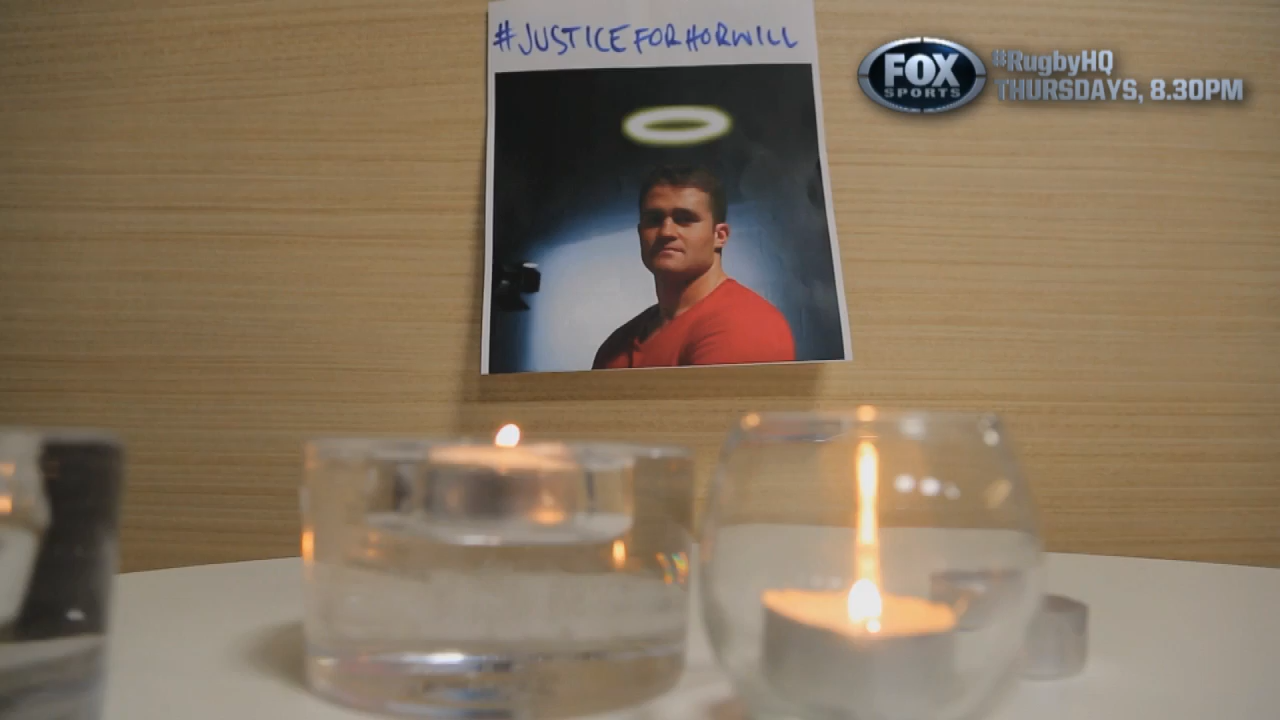 #JUSTICEFORHORWILL
FOX
SPORTS
#RugbyHQ
THURSDAYS, 8.30PM